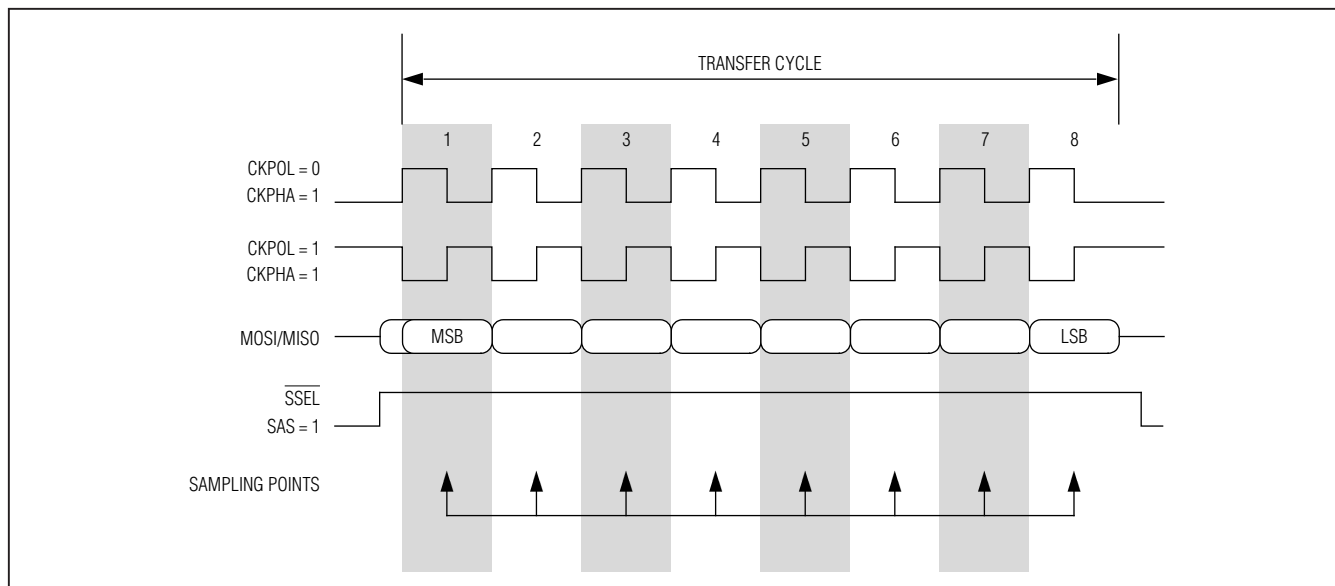 TRANSFER CYCLE
1 2 3 4 5 6 7 8
CKPOL = 0
CKPHA = 1
CKPOL = 1
CKPHA = 1
MOSI/MISO MSB LSB
SSEL
SAS = 1
SAMPLING POINTS